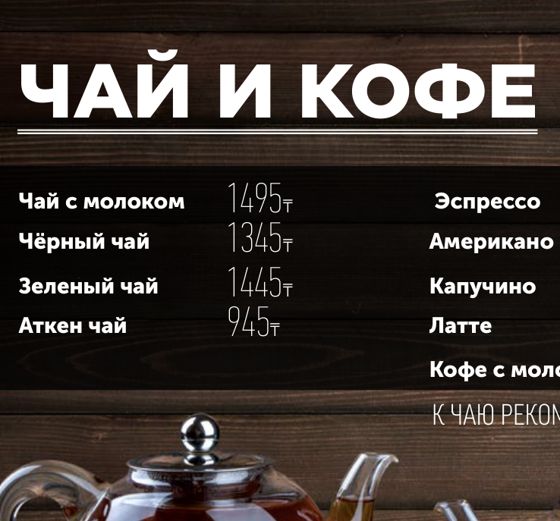 ЧАЙ И КОФЕ
Чай с молоком 1495₸
Чёрный чай 1345₸
Зеленый чай 1445₸
Аткен чай 945₸
Эспрессо
Американо
Капучино
Латте
Кофе с моло
К ЧАЮ РЕКОМ